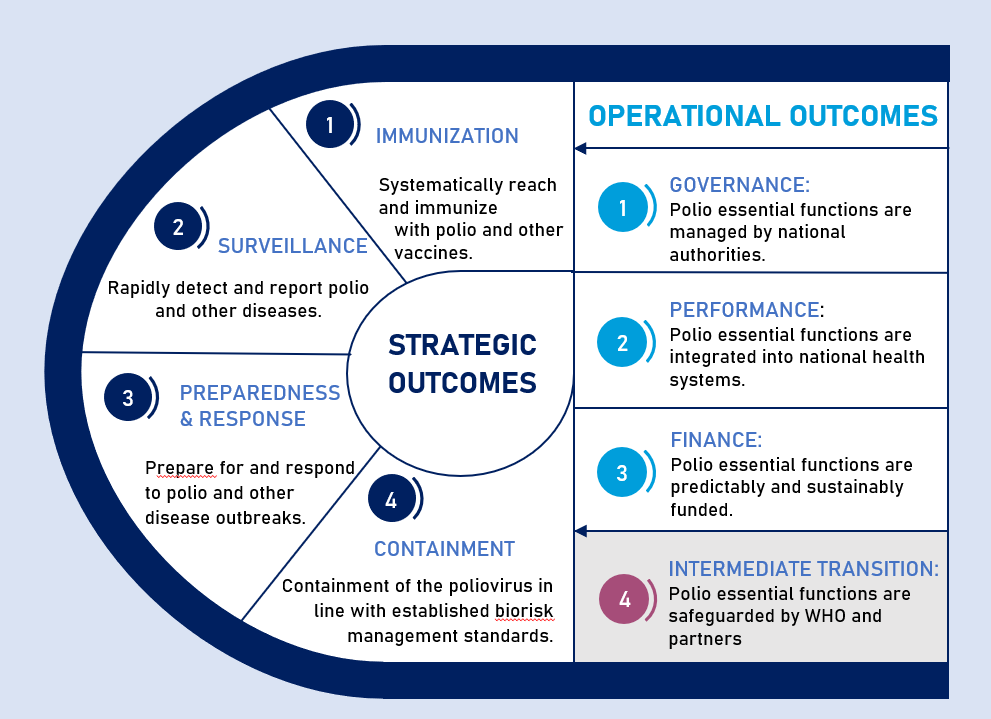 1
IMMUNIZATION
Systematically reach
and immunize
with polio and other
vaccines.
2
SURVEILLANCE
Rapidly detect and report polio
and other diseases.
3
PREPAREDNESS
& RESPONSE
Prepare for and respond
to polio and other
disease outbreaks.
4
CONTAINMENT
Containment of the poliovirus in
line with established biorisk
management standards.
STRATEGIC
OUTCOMES
OPERATIONAL OUTCOMES
1
GOVERNANCE:
Polio essential functions are
managed by national
authorities.
2
PERFORMANCE:
Polio essential functions are
integrated into national health
systems.
3
FINANCE:
Polio essential functions are
predictably and sustainably
funded.
4
INTERMEDIATE TRANSITION:
Polio essential functions are
safeguarded by WHO and
partners